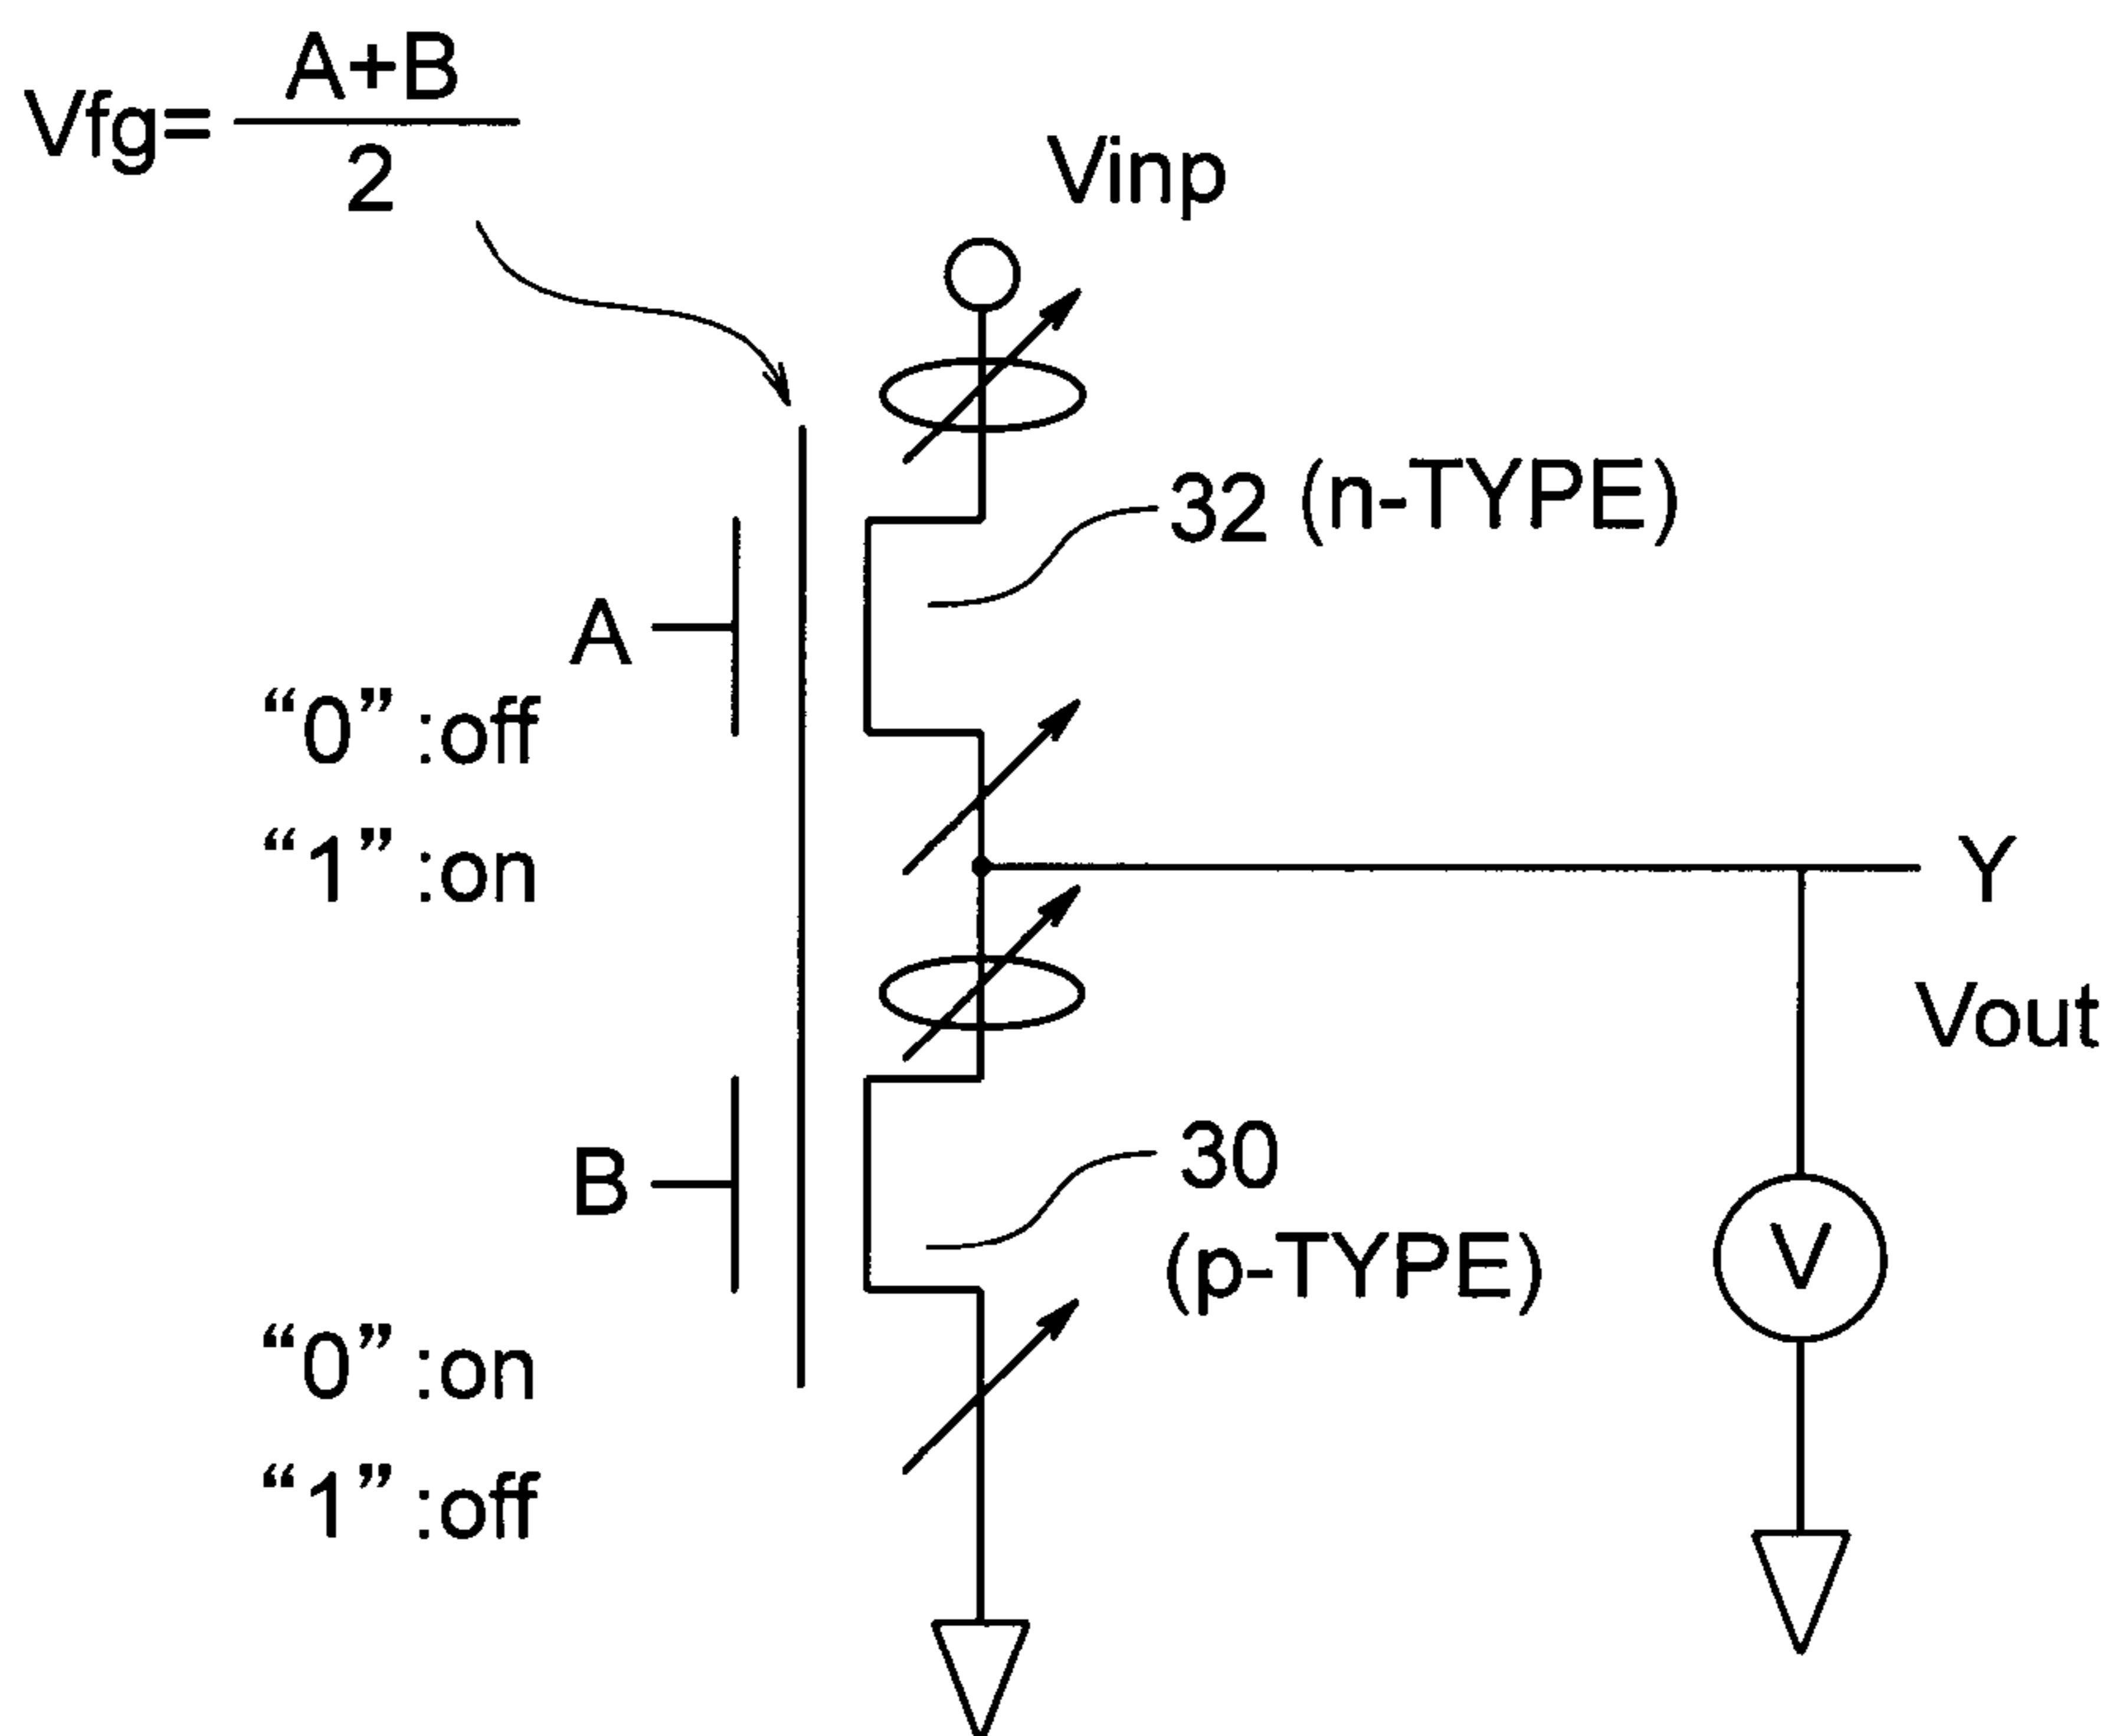 Vfg= A+B
2
Vinp
32 (n-TYPE)
A
“0” :off
“1” :on
Y
Vout
B
30
(p-TYPE)
“0” :on
“1” :off
V